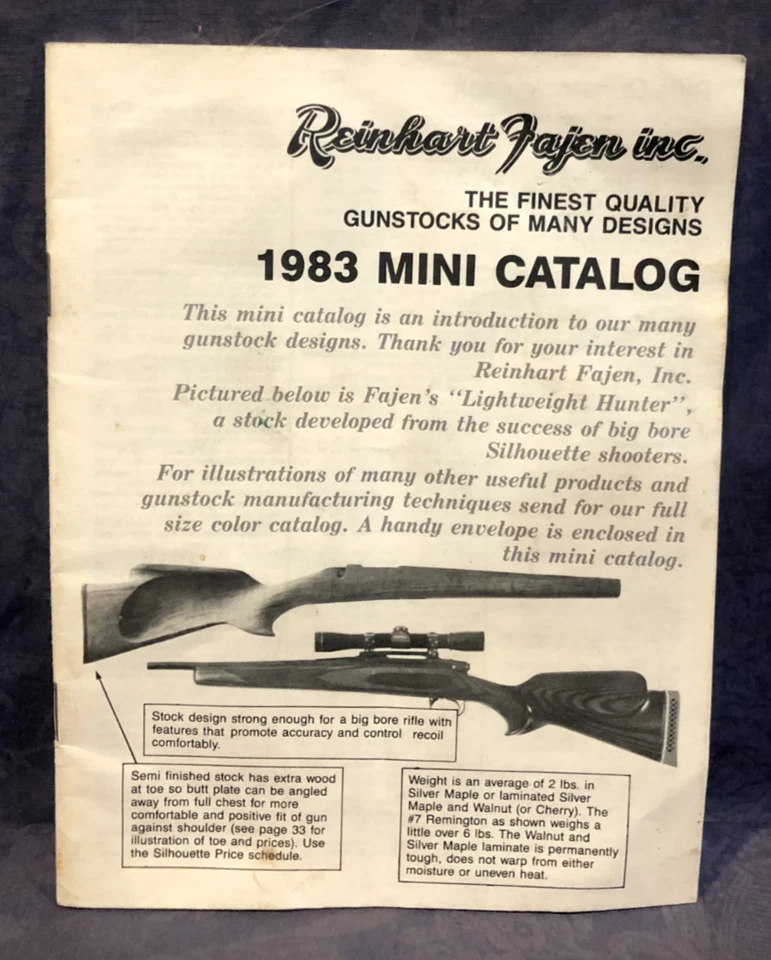 Reinhart Fajen inc.
THE FINEST QUALITY
GUNSTOCKS OF MANY DESIGNS
1983 MINI CATALOG
This mini catalog is an introduction to our many
gunstock designs. Thank you for your interest in
Reinhart Fajen, Inc.
Pictured below is Fajen's "Lightweight Hunter",
a stock developed from the success of big bore
Silhouette shooters.
For illustrations of many other useful products and
gunstock manufacturing techniques send for our full
size color catalog. A handy envelope is enclosed in
this mini catalog.
Stock design strong enough for a big bore rifle with
features that promote accuracy and control recoil
comfortably.
Semi finished stock has extra wood
at toe so butt plate can be angled
away from full chest for more
comfortable and positive fit of gun
against shoulder (see page 33 for
illustration of toe and prices). Use
the Silhouette Price schedule.
Weight is an average of 2 lbs. in
Silver Maple or laminated Silver
Maple and Walnut (or Cherry). The
#7 Remington as shown weighs a
little over 6 lbs. The Walnut and
Silver Maple laminate is permanently
tough, does not warp from either
moisture or uneven heat.